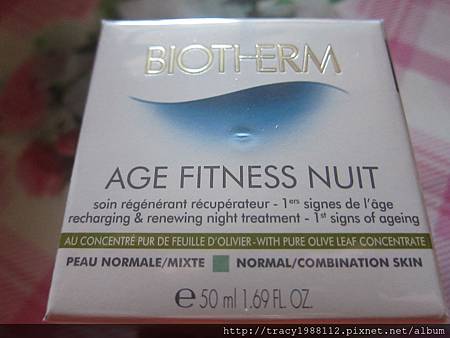 BIOTHERM
AGE FITNESS NUIT
soin régénérant récupérateur - 1ers signes de l'âge
recharging & renewing night treatment - 1st signs of ageing
AU CONCENTRÉ PUR DE FEUILLE D'OLIVIER-WITH PURE OLIVE LEAF CONCENTRATE
PEAU NORMALE/MIXTE NORMAL/COMBINATION SKIN
e 50 ml 1.69 FL. OZ.
http://tracy1988112.pixnet.net/album